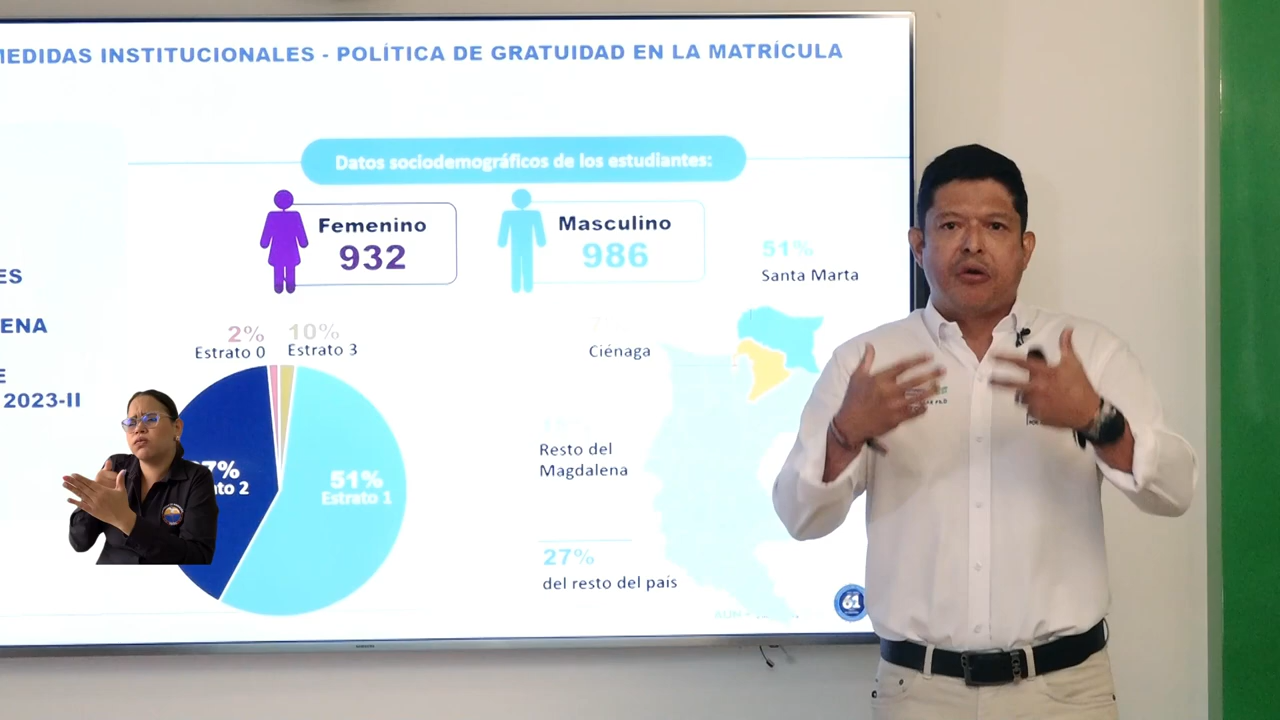 MEDIDAS INSTITUCIONALES - POLÍTICA DE GRATUIDAD EN LA MATRÍCULA
Datos sociodemográficos de los estudiantes:
Femenino
932
Masculino
986
51%
Santa Marta
2%
Estrato 0
10%
Estrato 3
Ciénaga
2023-II
51%
Estrato 1
Resto del
Magdalena
27%
del resto del país
61